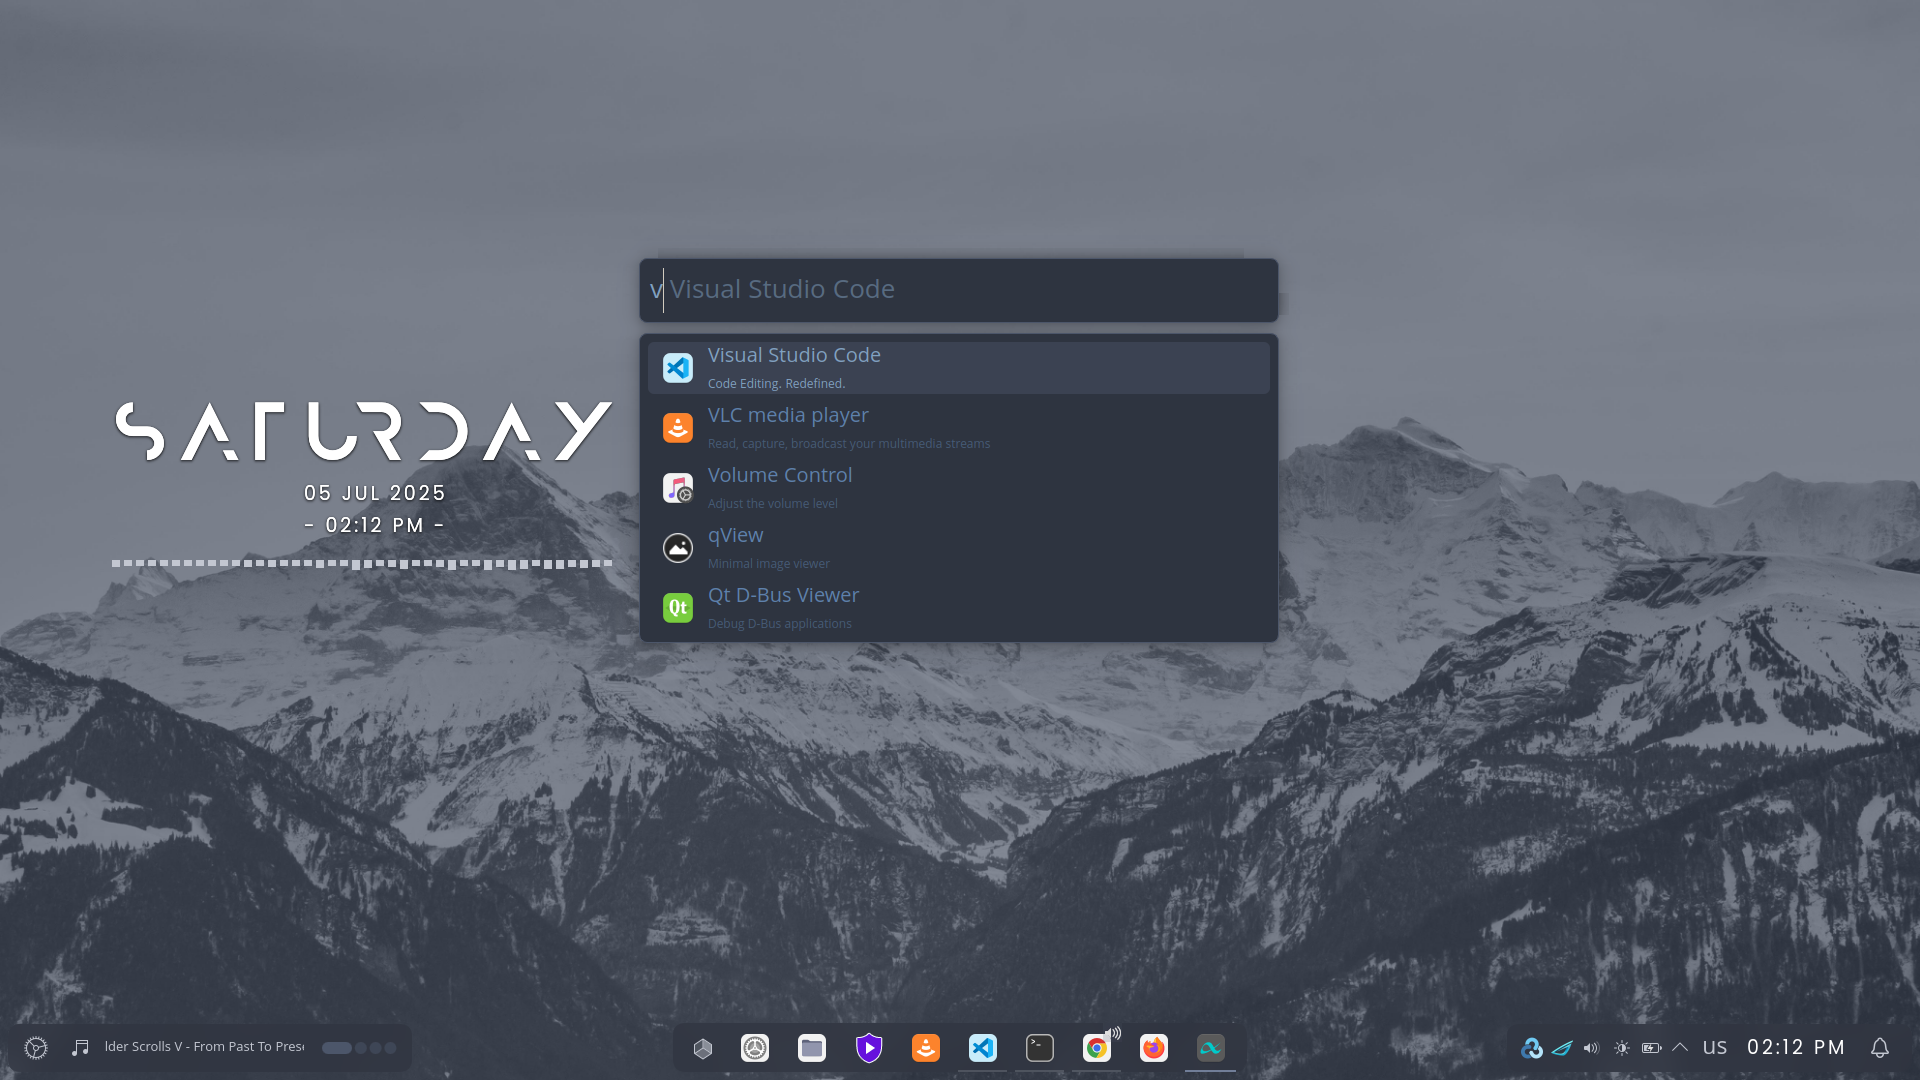 v Visual Studio Code
Visual Studio Code
Code Editing. Redefined.
VLC media player
Read, capture, broadcast your multimedia streams
Volume Control
Adjust the volume level
qView
Minimal image viewer
Qt
Qt D-Bus Viewer
Debug D-Bus applications
SATURDAY
05 JUL 2025
- 02:12 PM -
lder Scrolls V - From Past To Prese
US
02:12 PM